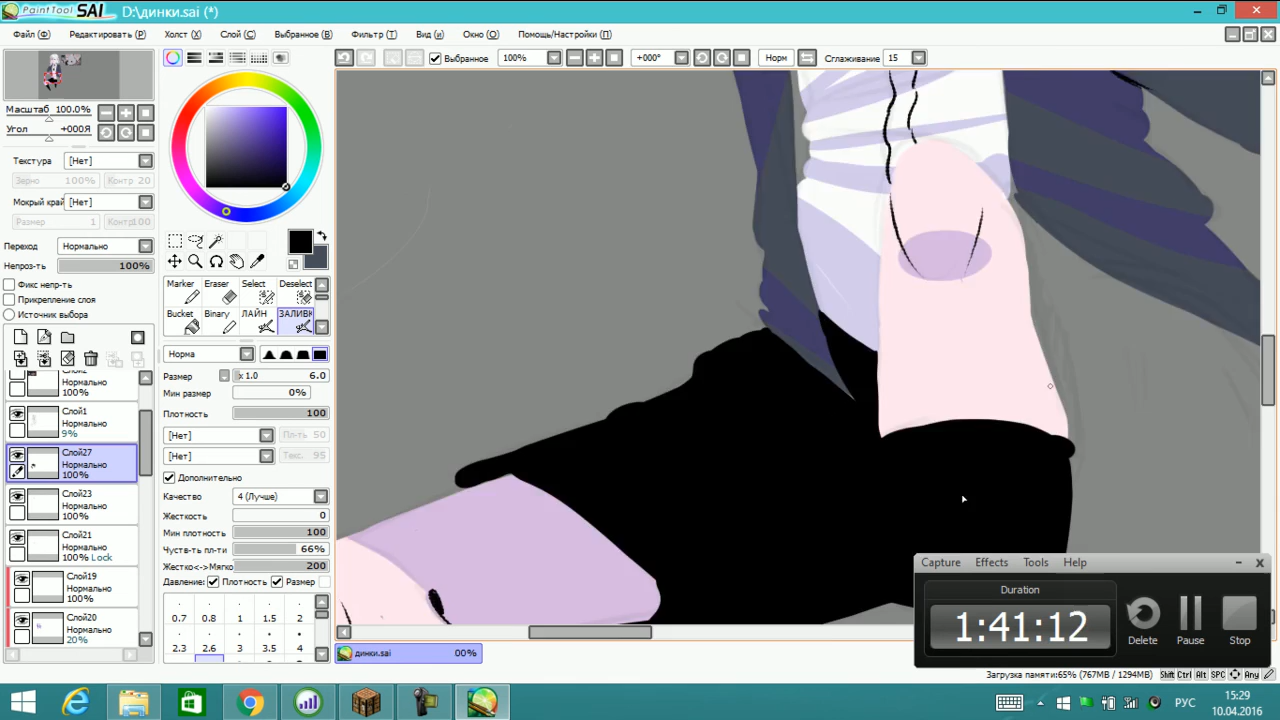 PaintTool SAI D:\динки.sai (*)
Файл (F) Редактировать (P) Холст (X) Слой (C) Выбранное (B) Фильтр (T) Вид (и) Окно (O) Помощь/Настройки (П)
Выбранное 100% +000° Норм Сглаживание 15
Масштаб 100.0%
Угол +000Я
Текстура [Нет]
Зерно 100% Контр 20
Мокрый край [Нет]
Размер 1 Контр 100
Переход Нормально
Непроз-ть 100%
Фикс непр-ть
Прикрепление слоя
Источник выбора
Нормально
100%
Слой1
Нормально
9%
Слой27
Нормально
100%
Слой23
Нормально
100%
Слой21
Нормально
100% Lock
Слой19
Нормально
100%
Слой20
Нормально
20%
Marker Eraser Select Deselect
Bucket Binary ЛАЙН ЗАЛИВК
Норма
Размер x 1.0 6.0
Мин размер 0%
Плотность 100
[Нет] Пл-ть 50
[Нет] Текс. 95
Дополнительно
Качество 4 (Лучше)
Жесткость 0
Мин плотность 100
Чуств-ть пл-ти 66%
Жестко<->Мягко 200
Давление: Плотность Размер
0.7 0.8 1 1.5 2
2.3 2.6 3 3.5 4
динки.sai 00%
Capture Effects Tools Help
Duration
1:41:12
Delete Pause Stop
Загрузка памяти:65% (767MB / 1294MB) Shift Ctrl Alt SPC Any
РУС
15:29
10.04.2016